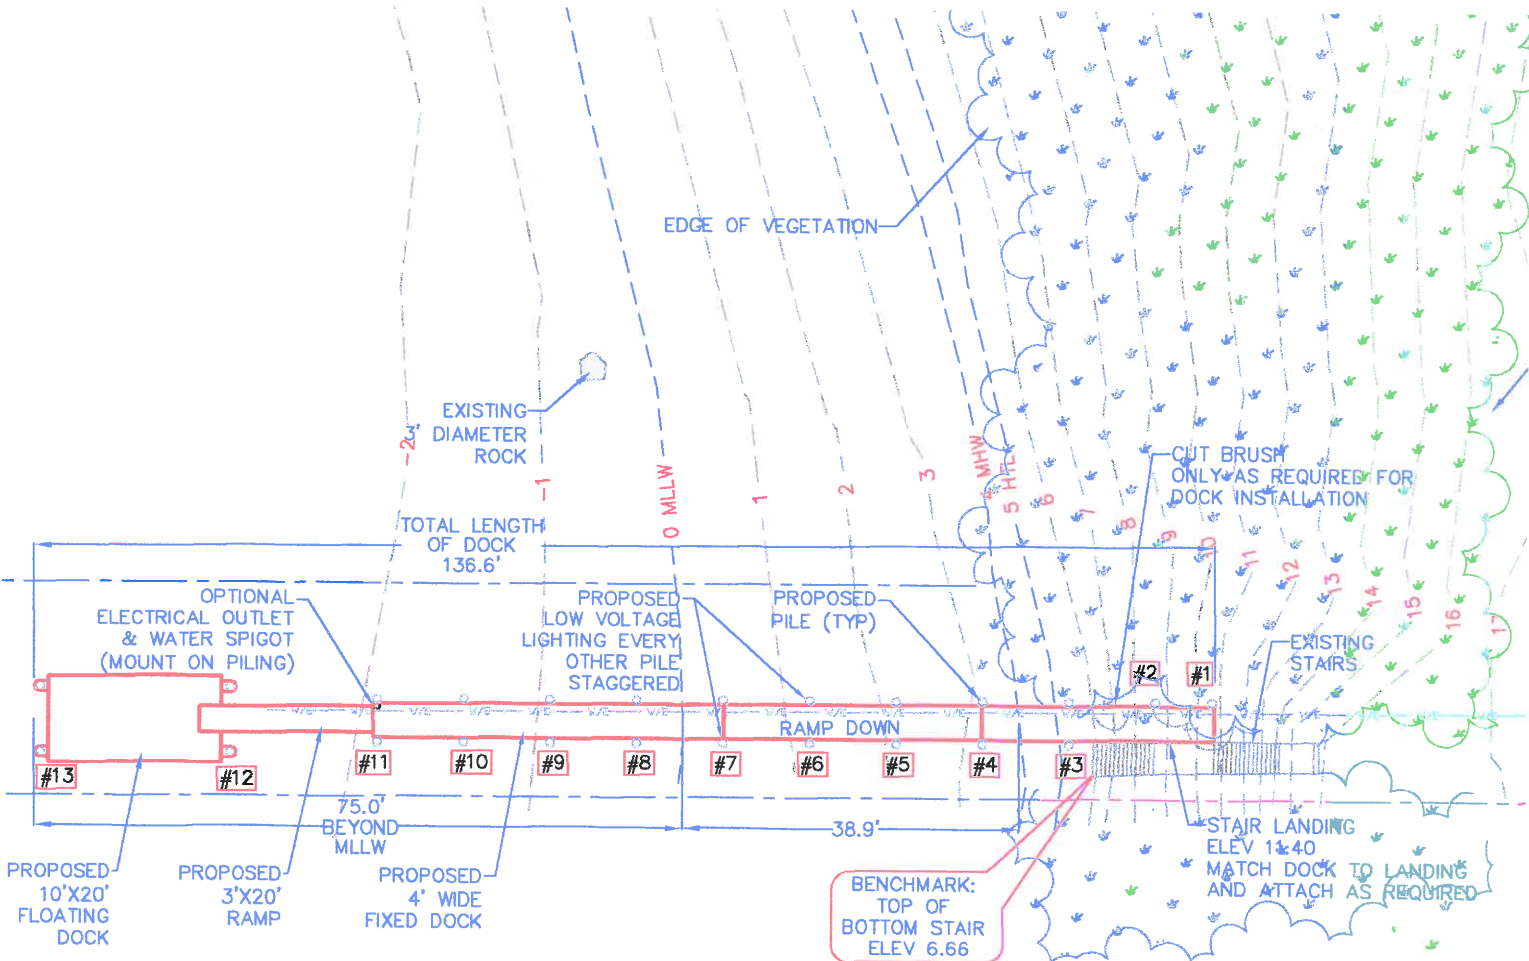 EDGE OF VEGETATION
EXISTING
3' DIAMETER
ROCK
-2
-1
0 MLLW
1
2
3
4 MHW
5 HTL
6
7
8
9
10
11
12
13
14
15
16
17
CUT BRUSH
ONLY AS REQUIRED FOR
DOCK INSTALLATION
TOTAL LENGTH
OF DOCK
136.6'
OPTIONAL
ELECTRICAL OUTLET
& WATER SPIGOT
(MOUNT ON PILING)
PROPOSED
LOW VOLTAGE
LIGHTING EVERY
OTHER PILE
STAGGERED
PROPOSED
PILE (TYP)
EXISTING
STAIRS
#2
#1
W/E W/E W/E W/E W/E W/E
RAMP DOWN
#13
#12
#11
#10
#9
#8
#7
#6
#5
#4
#3
75.0'
BEYOND
MLLW
38.9'
PROPOSED
10'X20'
FLOATING
DOCK
PROPOSED
3'X20'
RAMP
PROPOSED
4' WIDE
FIXED DOCK
BENCHMARK:
TOP OF
BOTTOM STAIR
ELEV 6.66
STAIR LANDING
ELEV 11.40
MATCH DOCK TO LANDING
AND ATTACH AS REQUIRED